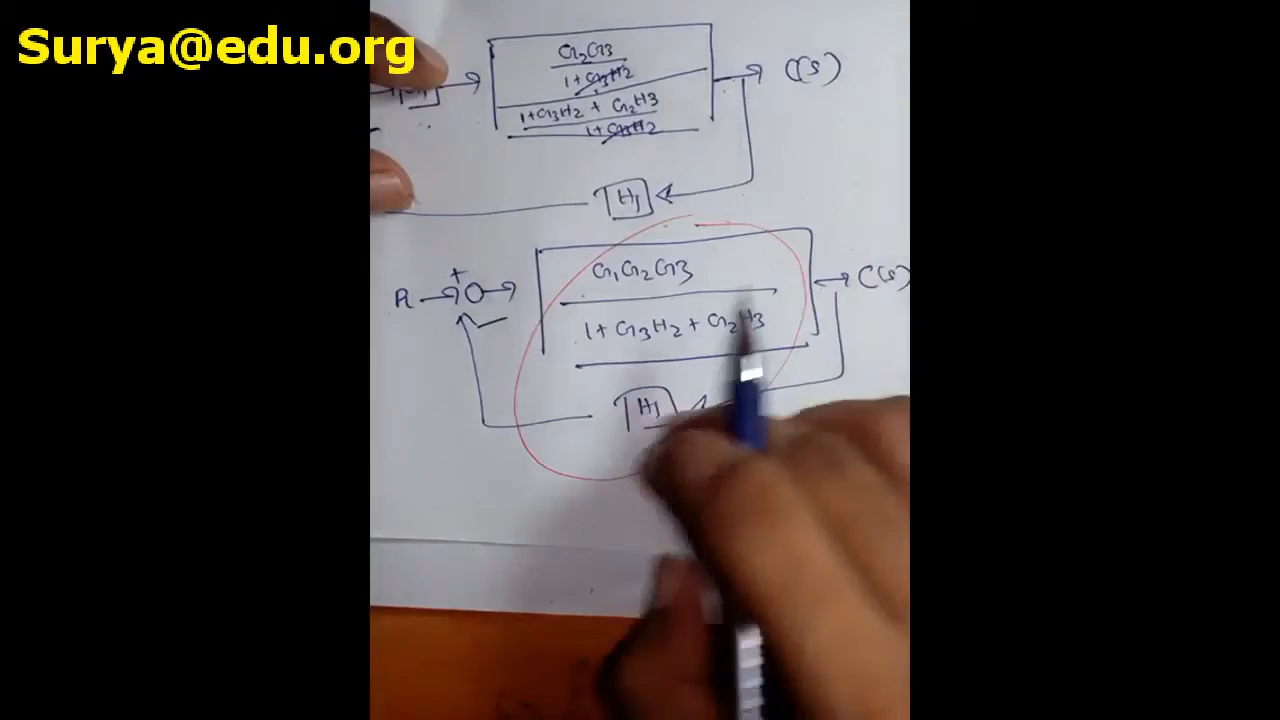 Surya@edu.org
G2G3
1+G3H2
1+G3H2 + G2H3
1+G3H2
C(s)
H1
G1G2G3
R + C(s)
1+ G3H2 + G2H3
H1